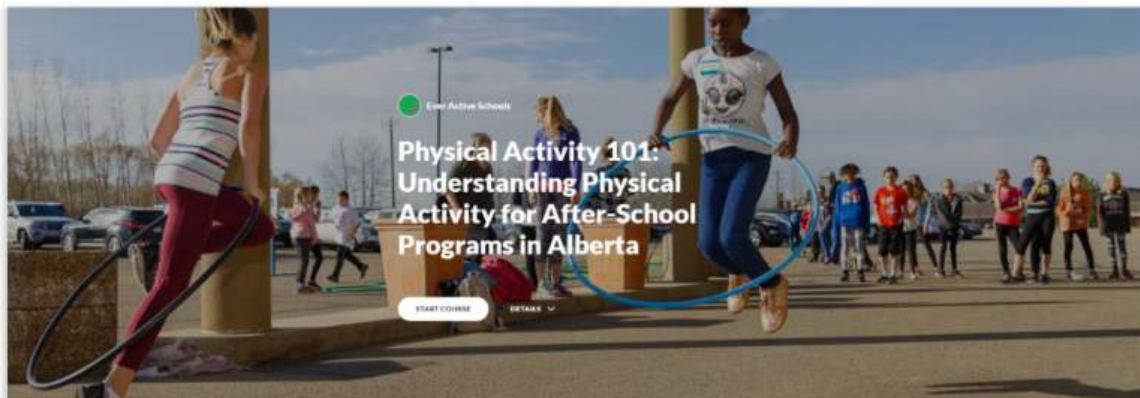 Ever Active Schools
Physical Activity 101:
Understanding Physical
Activity for After-School
Programs in Alberta
START COURSE
DETAILS